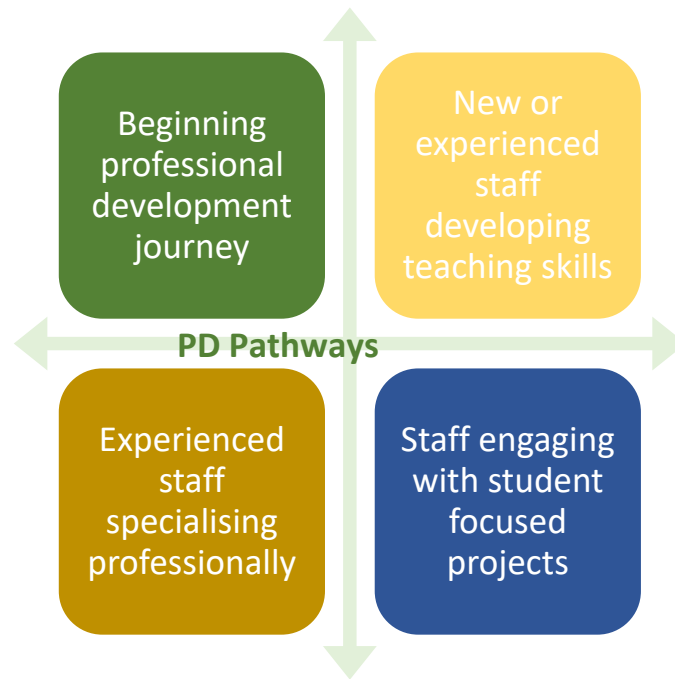 Beginning
professional
development
journey
New or
experienced
staff
developing
teaching skills
PD Pathways
Experienced
staff
specialising
professionally
Staff engaging
with student
focused
projects